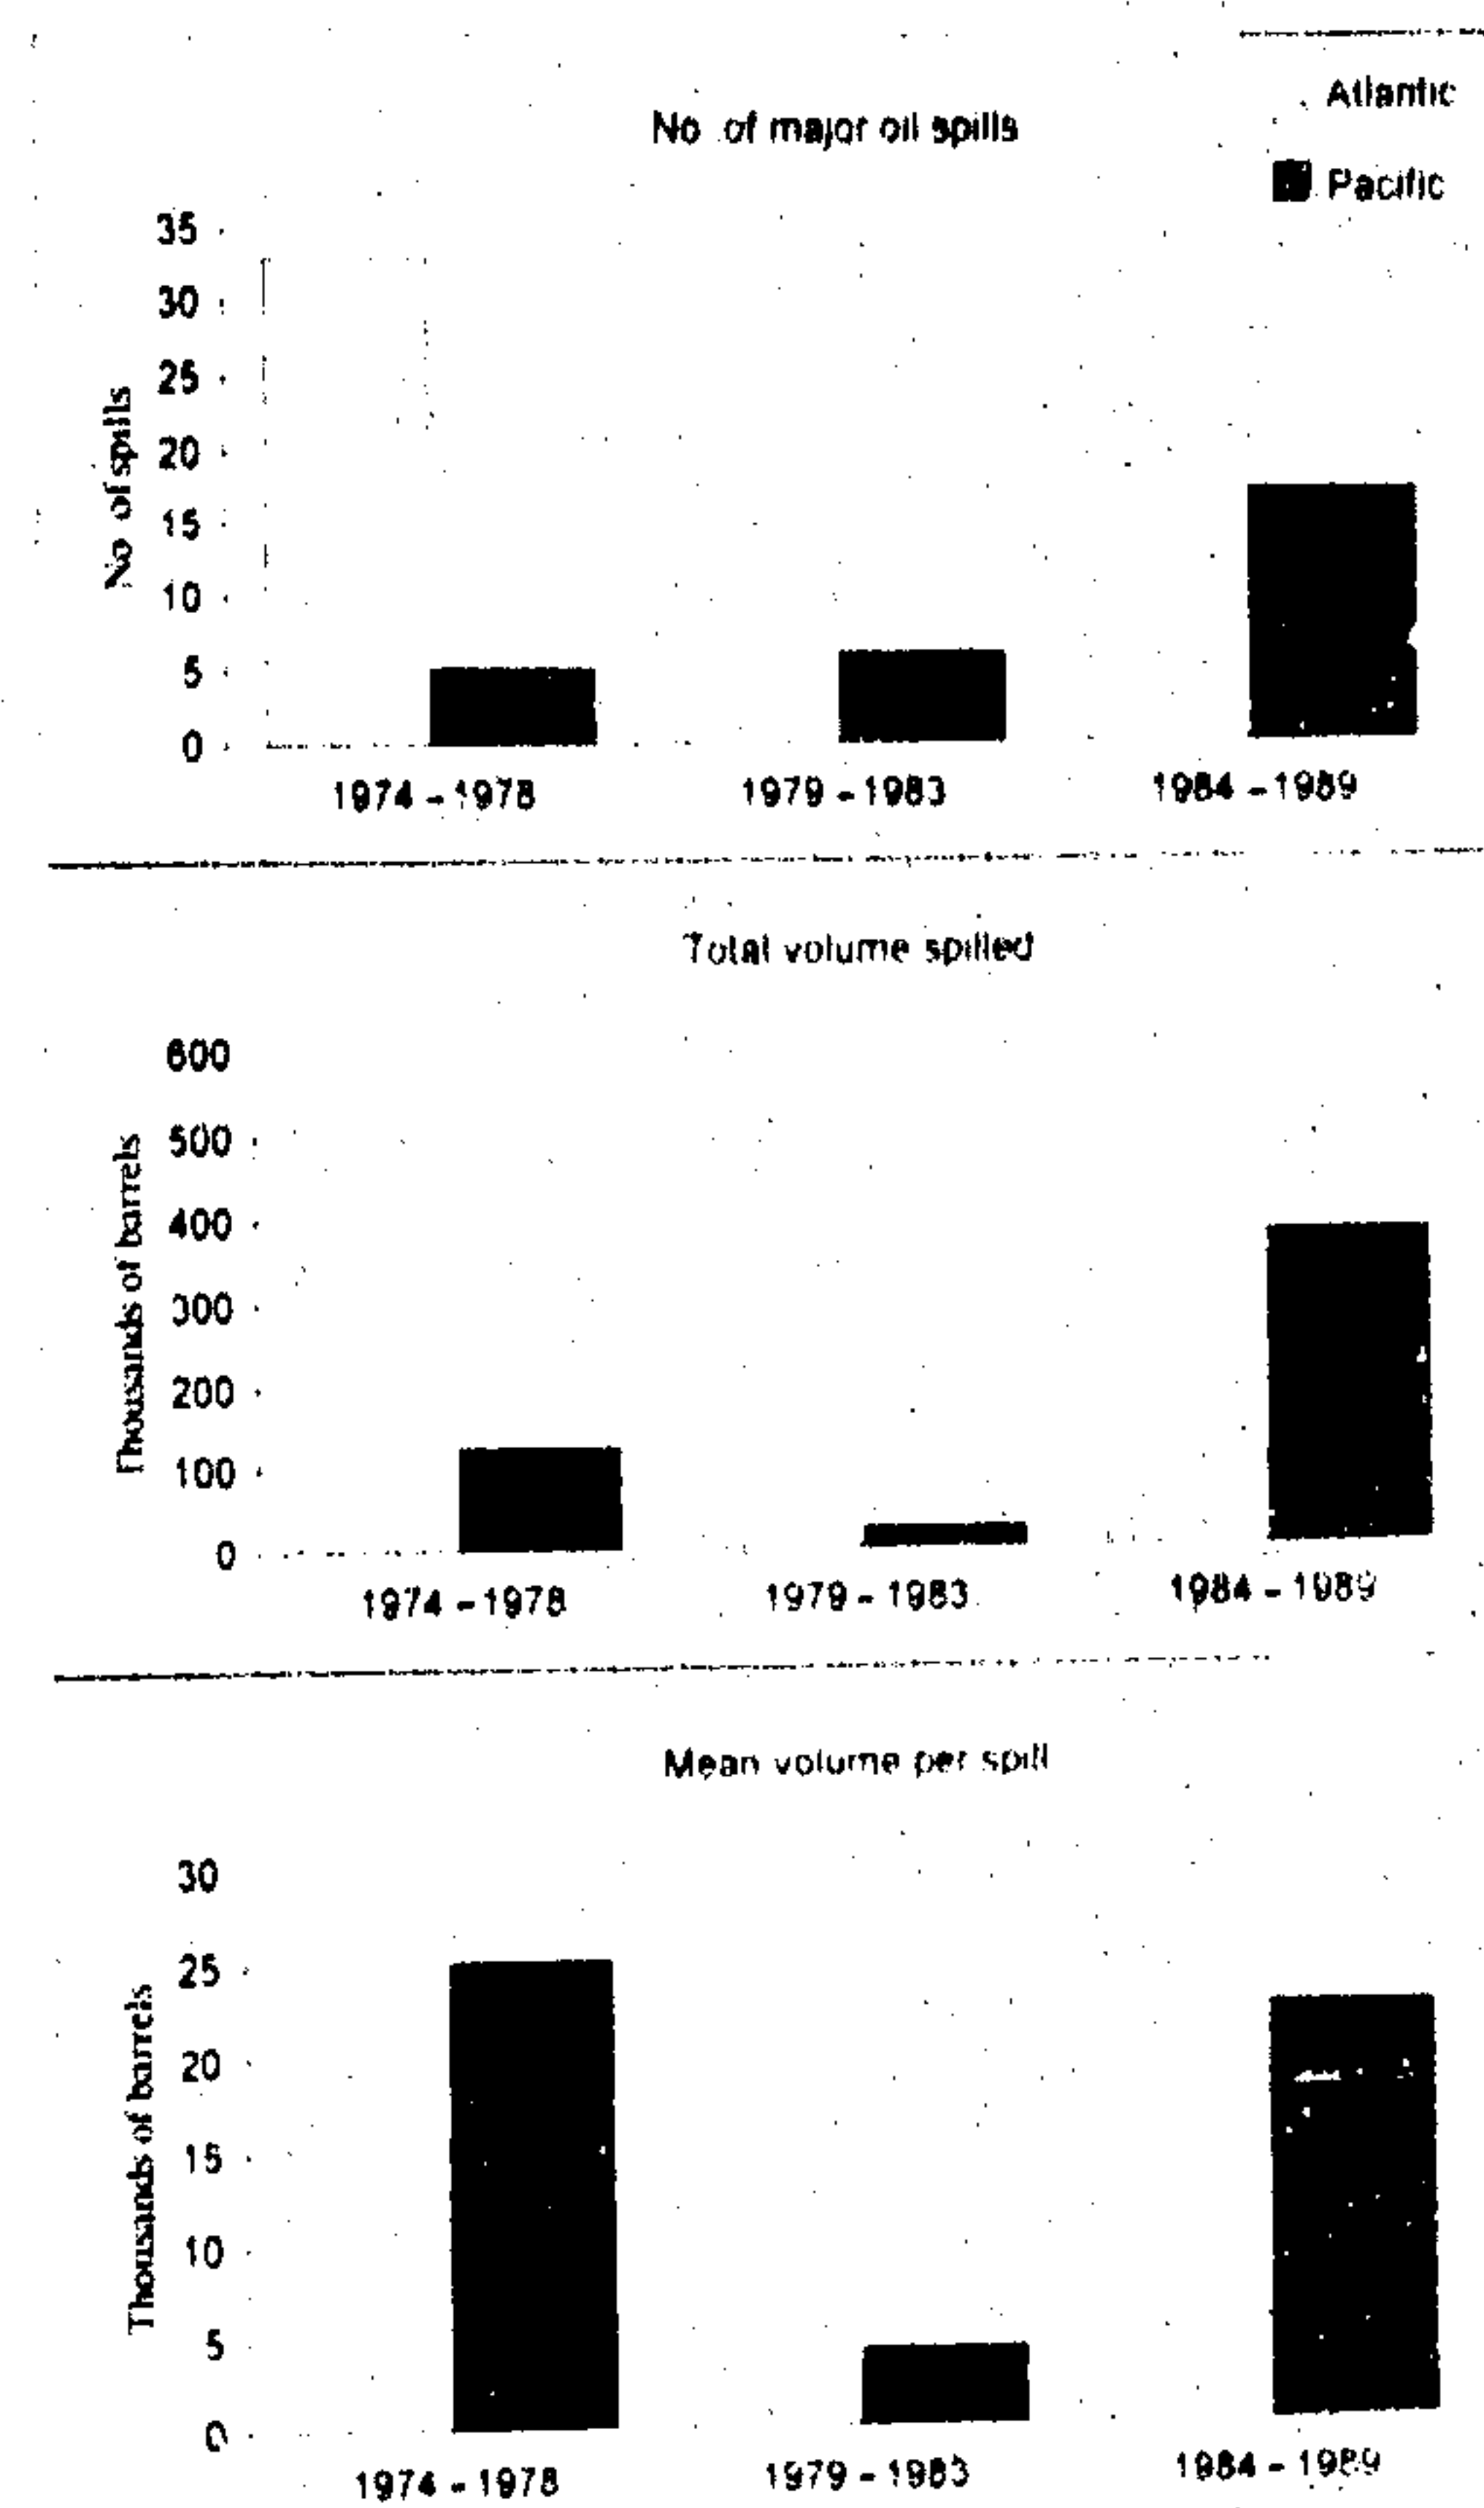 Atlantic
No of major oil spills
Pacific
35
30
25
20
15
10
5
0
No of spills
1974 - 1978
1979 - 1983
1984 - 1989
Total volume spilled
600
500
400
300
200
100
0
Thousands of barrels
1974 - 1978
1979 - 1983
1984 - 1989
Mean volume per spill
30
25
20
15
10
5
0
Thousands of barrels
1974 - 1978
1979 - 1983
1984 - 1989